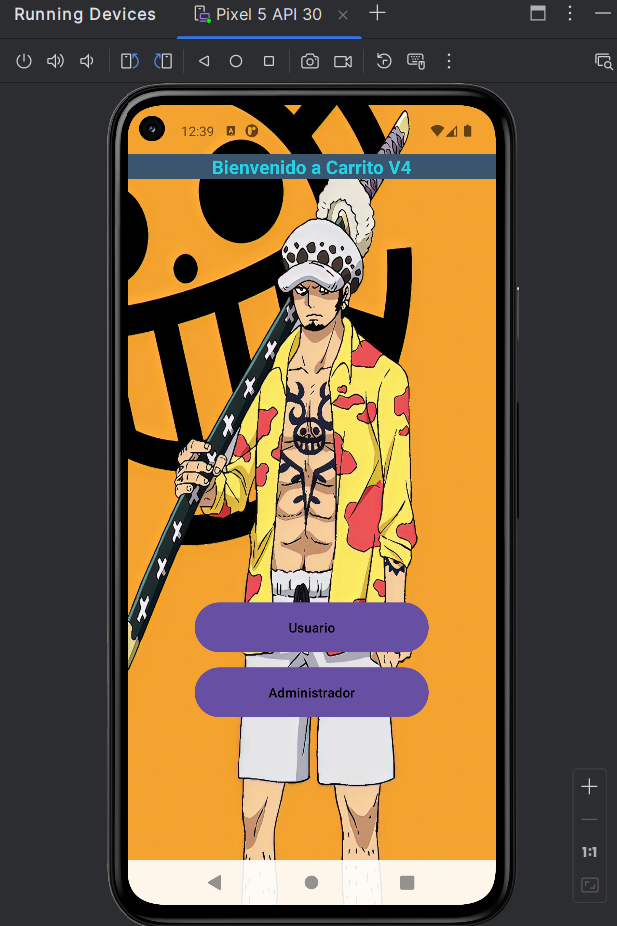 Running Devices
Pixel 5 API 30
12:39
Bienvenido a Carrito V4
Usuario
Administrador
1:1